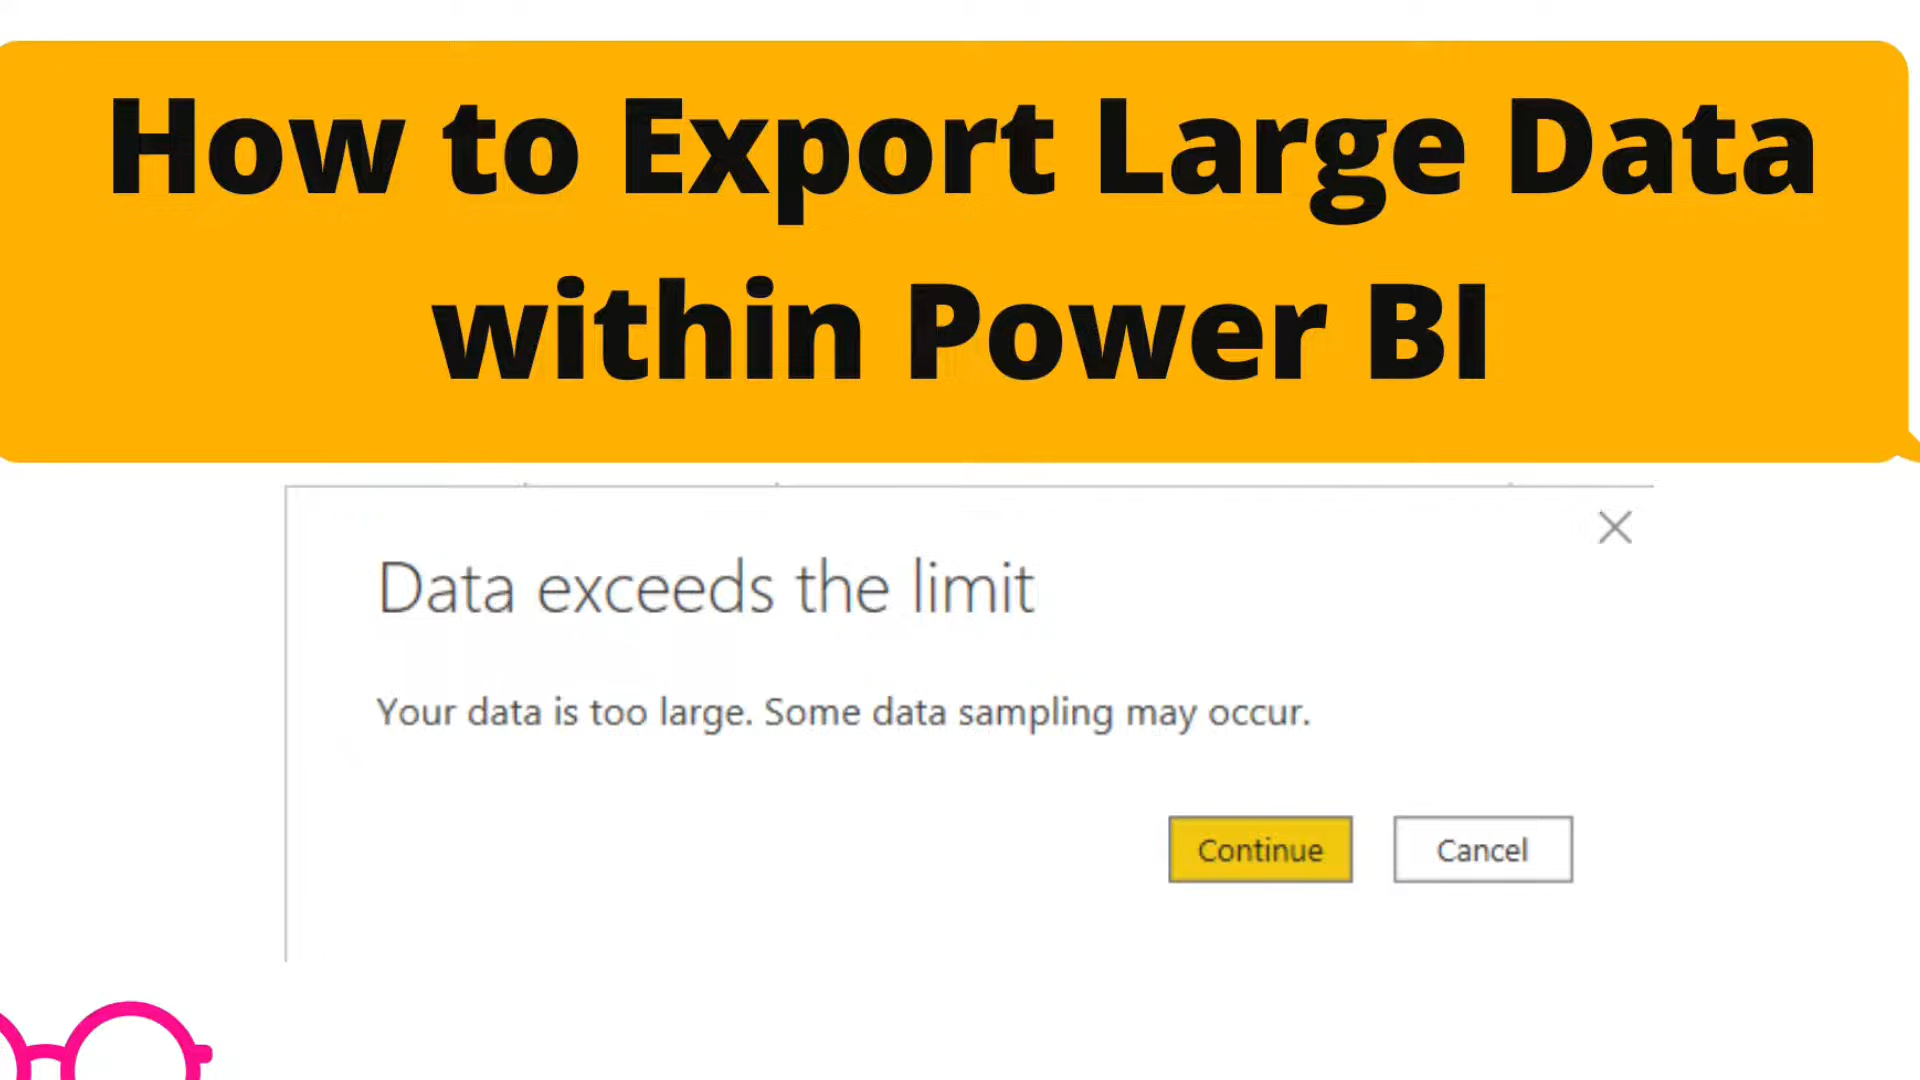 How to Export Large Data
within Power BI
Data exceeds the limit
Your data is too large. Some data sampling may occur.
Continue Cancel